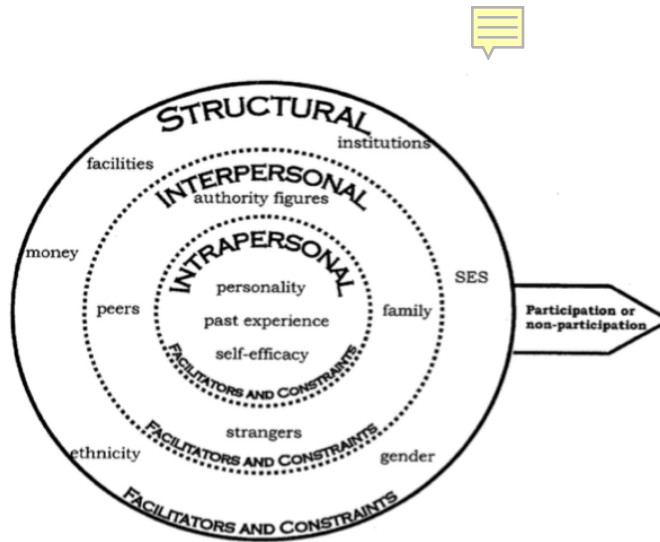 STRUCTURAL
institutions
facilities
INTERPERSONAL
authority figures
INTRAPERSONAL
money
SES
personality
peers
family
Participation or
non-participation
past experience
self-efficacy
FACILITATORS AND CONSTRAINTS
strangers
FACILITATORS AND CONSTRAINTS
ethnicity
gender
FACILITATORS AND CONSTRAINTS